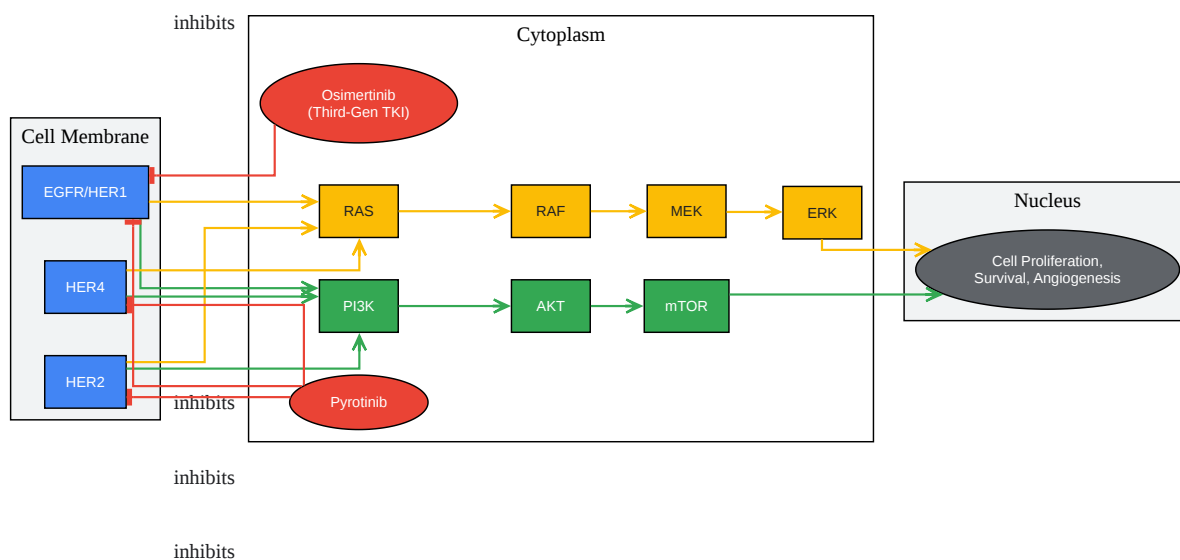 inhibits
Cytoplasm
Osimertinib
(Third-Gen TKI)
Cell Membrane
EGFR/HER1
RAS
RAF
MEK
ERK
Nucleus
Cell Proliferation,
Survival, Angiogenesis
HER4
PI3K
AKT
mTOR
HER2
inhibits
Pyrotinib
inhibits
inhibits